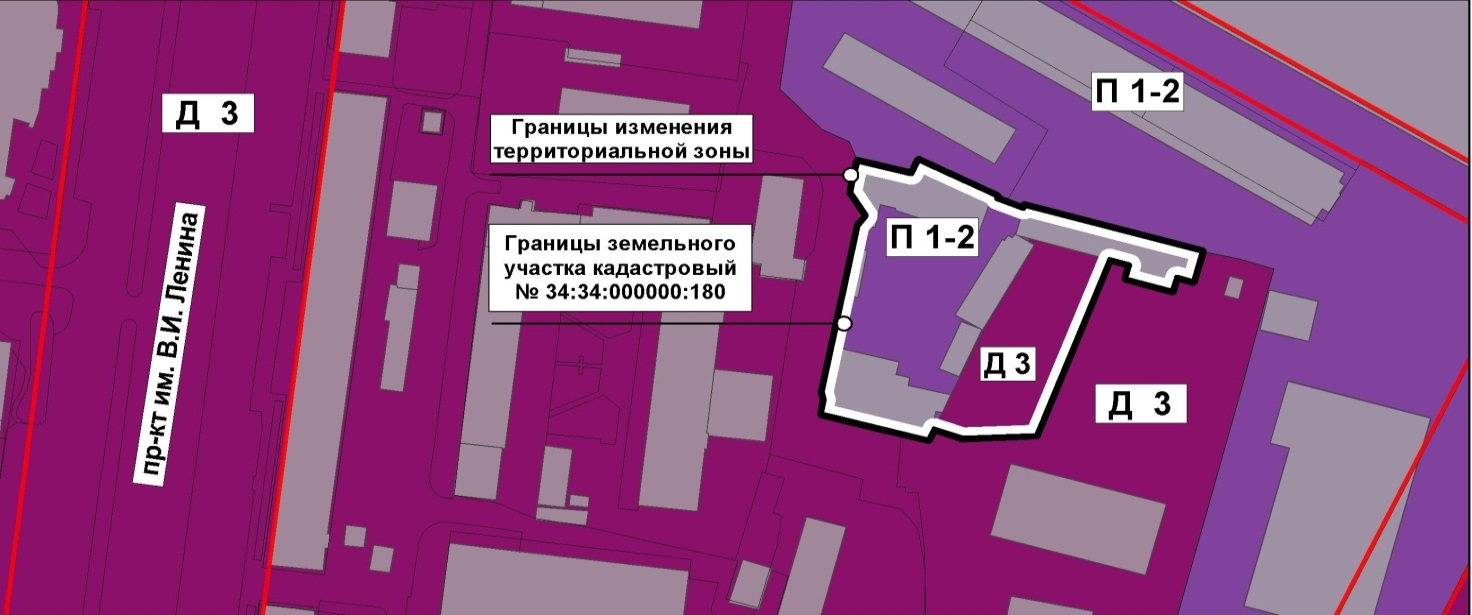 П 1-2
Д 3
Границы изменения
территориальной зоны
П 1-2
Границы земельного
участка кадастровый
№ 34:34:000000:180
пр-кт им. В.И. Ленина
Д 3
Д 3